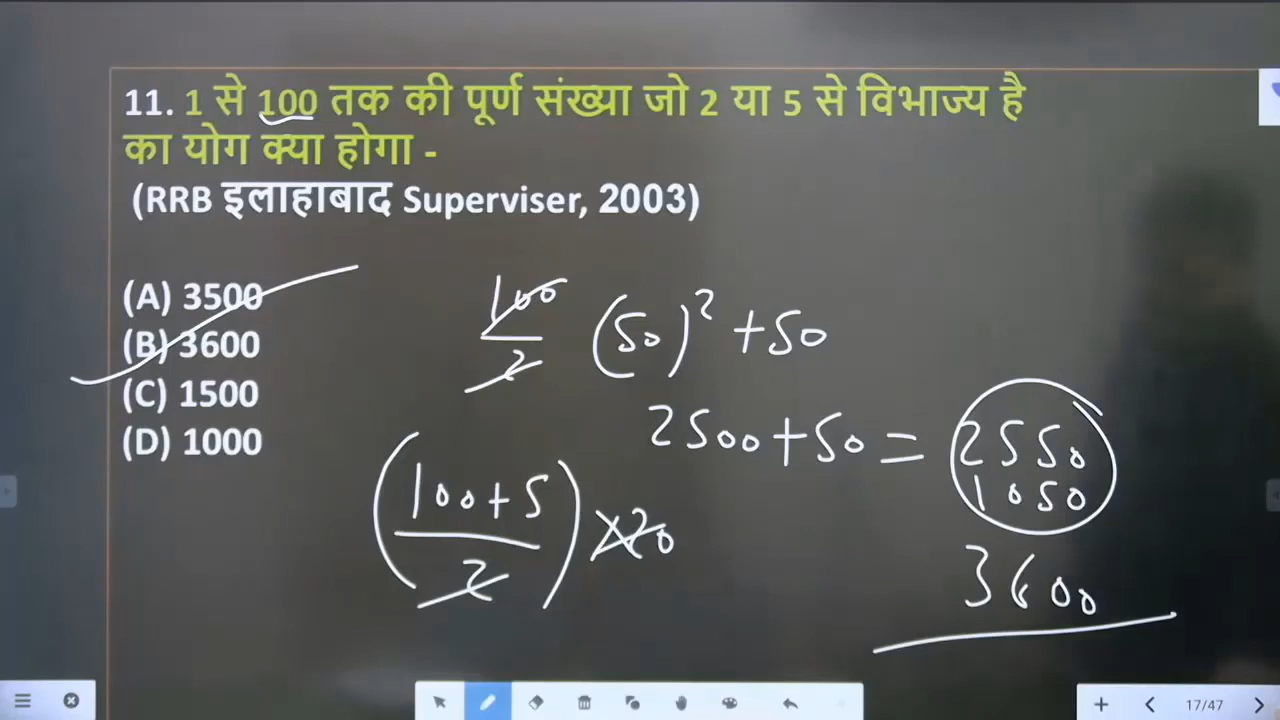 11. 1 से 100 तक की पूर्ण संख्या जो 2 या 5 से विभाज्य है
का योग क्या होगा -
(RRB इलाहाबाद Superviser, 2003)
(A) 3500
(B) 3600
(C) 1500
(D) 1000
100/2 (50)² + 50
2500 + 50 = 2550
1050
3600
(100 + 5 / 2) × 20
17/47